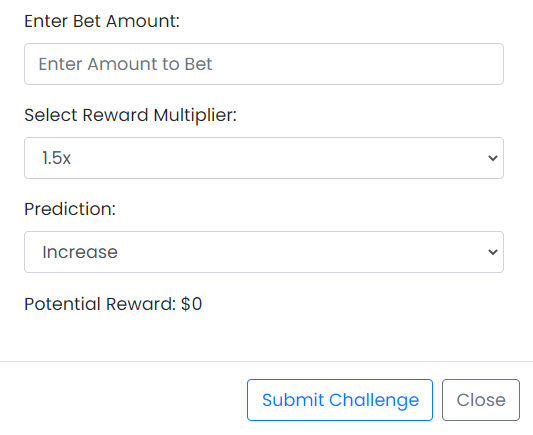 Enter Bet Amount:
Enter Amount to Bet
Select Reward Multiplier:
1.5x
Prediction:
Increase
Potential Reward: $0
Submit Challenge Close